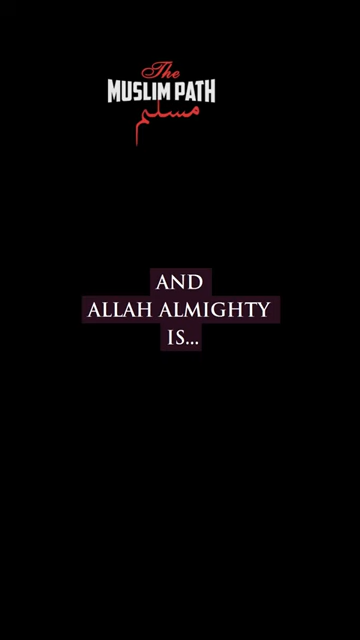 The
MUSLIM PATH
مسلم
AND
ALLAH ALMIGHTY
IS...